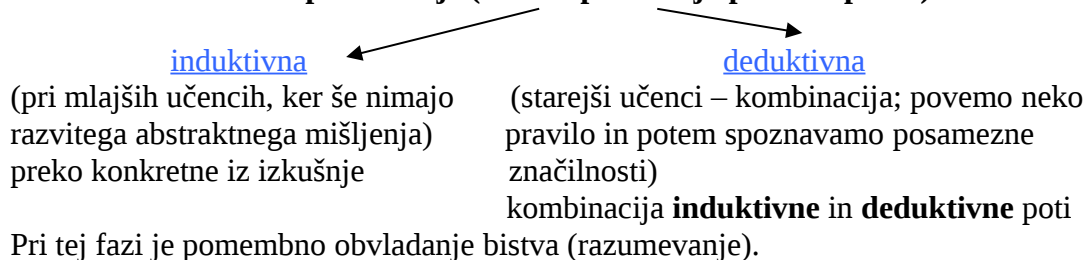 induktivna
(pri mlajših učencih, ker še nimajo
razvitega abstraktnega mišljenja)
preko konkretne iz izkušnje
deduktivna
(starejši učenci – kombinacija; povemo neko
pravilo in potem spoznavamo posamezne
značilnosti)
kombinacija induktivne in deduktivne poti
Pri tej fazi je pomembno obvladanje bistva (razumevanje).